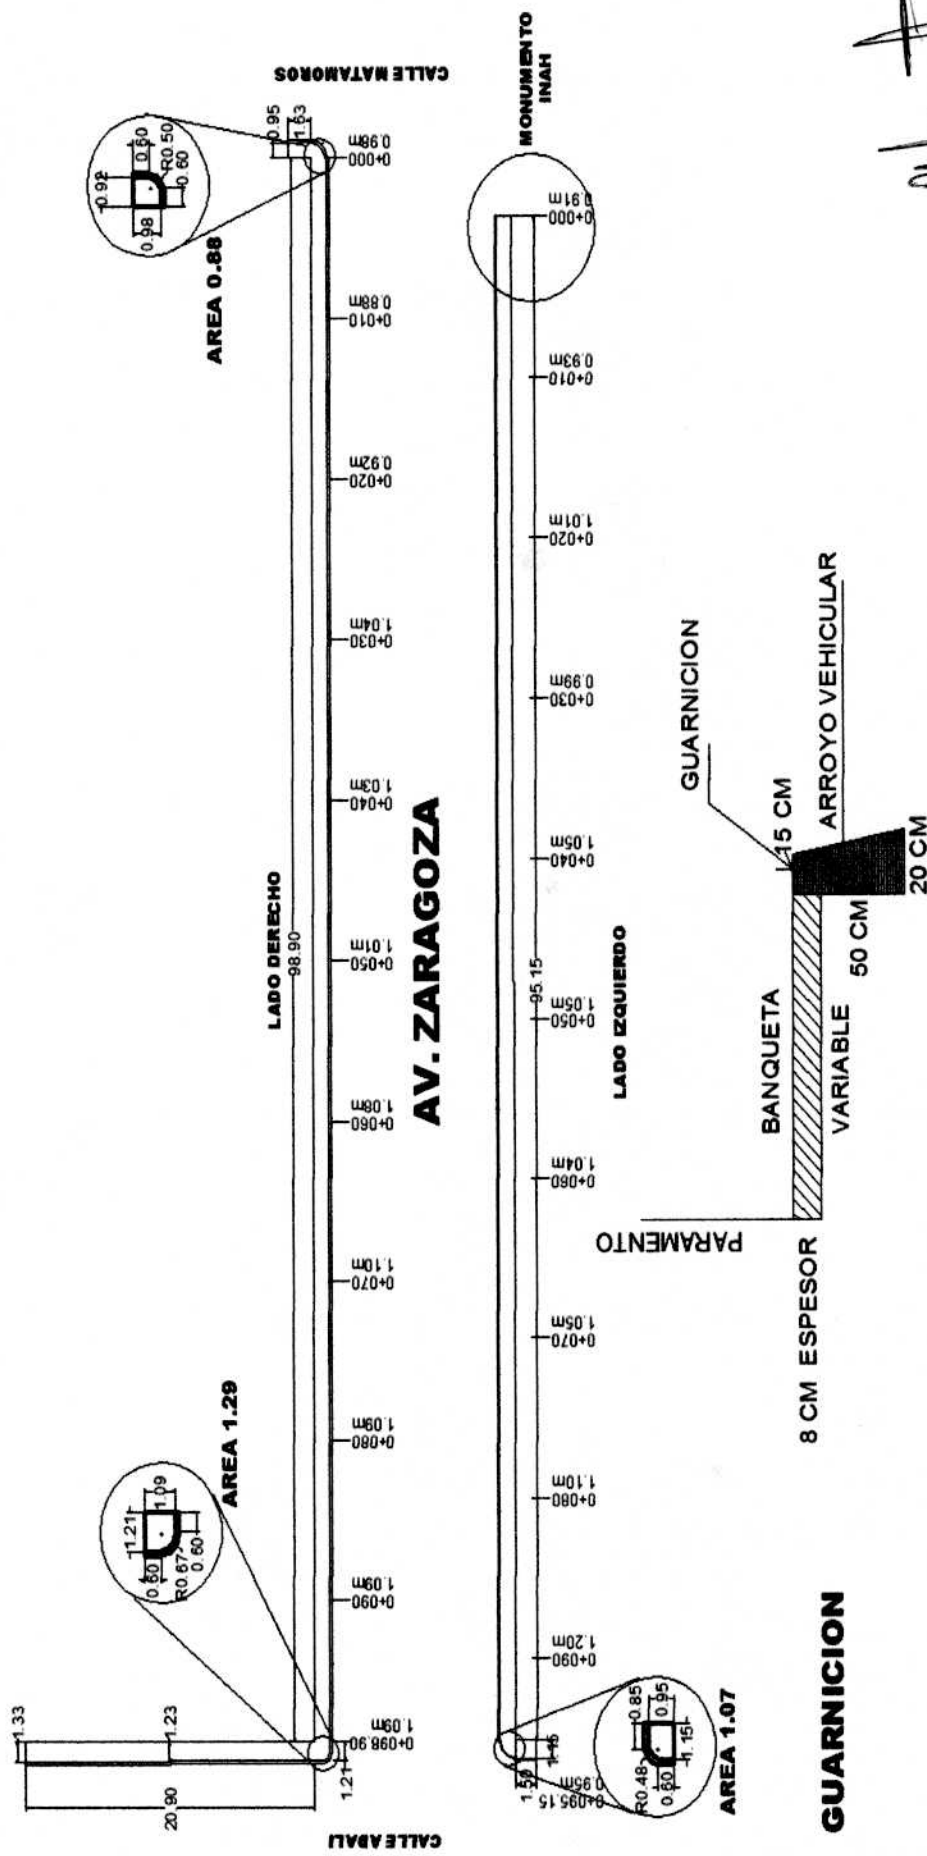 CALLE MATAMOROS
0.95
1.53
0.98m
0+000
0.92
0.60
R0.50
0.60
0.98
AREA 0.88
0.88m
0+010
0.92m
0+020
1.04m
0+030
1.03m
0+040
1.01m
0+050
1.08m
0+060
1.10m
0+070
1.09m
0+080
1.09m
0+090
1.09m
0+098.90
LADO DERECHO
98.90
AREA 1.29
1.21
1.09
0.60
R0.67
0.60
1.33
1.23
20.90
1.21
CALLE ABALI
AV. ZARAGOZA
MONUMENTO
INAH
0.91m
0+000
0.93m
0+010
1.01m
0+020
0.99m
0+030
1.05m
0+040
1.05m
0+050
1.04m
0+060
1.05m
0+070
1.10m
0+080
1.20m
0+090
0.95m
0+095.15
95.15
LADO IZQUIERDO
1.50
1.15
0.85
0.95
R0.48
0.60
1.15
AREA 1.07
GUARNICION
PARAMENTO
BANQUETA
VARIABLE
8 CM ESPESOR
GUARNICION
15 CM
ARROYO VEHICULAR
50 CM
20 CM